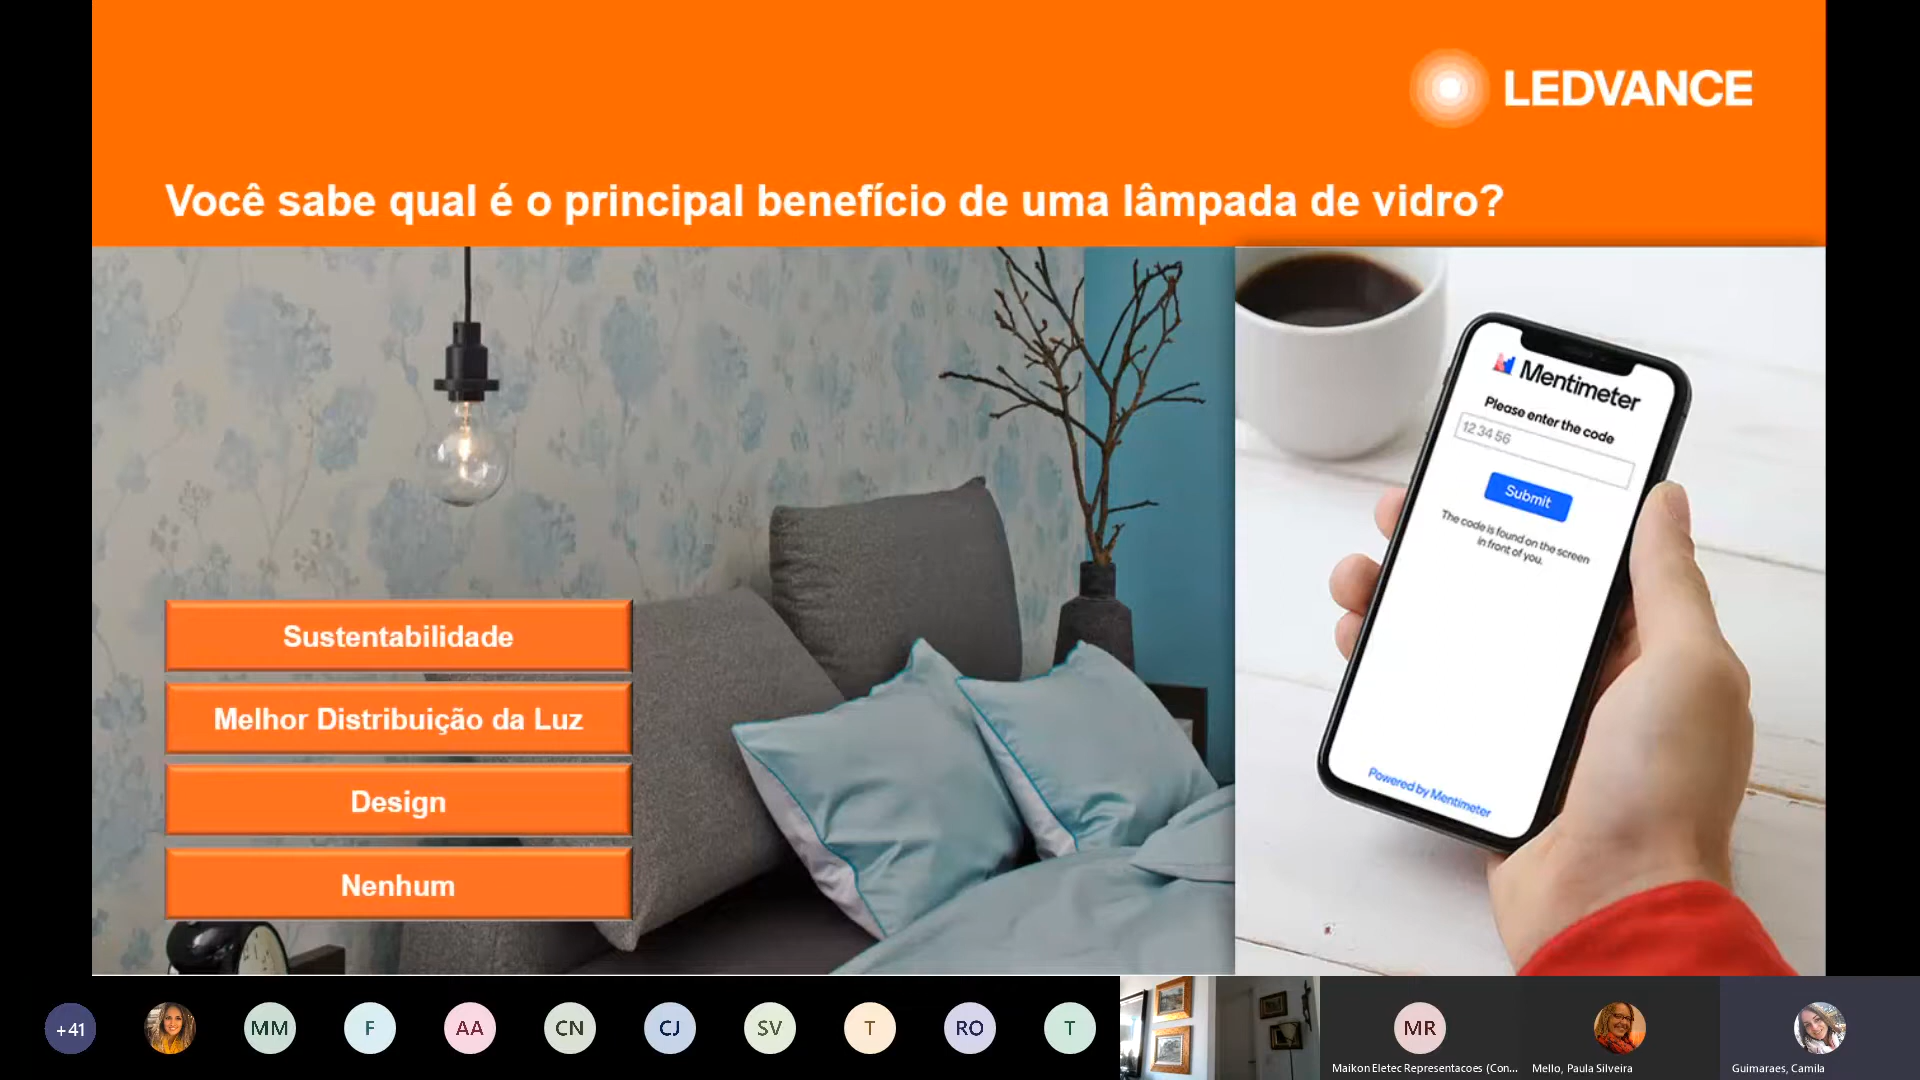 LEDVANCE
Você sabe qual é o principal benefício de uma lâmpada de vidro?
Mentimeter
Please enter the code
12 34 56
Submit
The code is found on the screen
in front of you.
Powered by Mentimeter
Sustentabilidade
Melhor Distribuição da Luz
Design
Nenhum
+41
MM
F
AA
CN
CJ
SV
T
RO
T
MR
Maikon Eletec Representacoes (Con...
Mello, Paula Silveira
Guimaraes, Camila